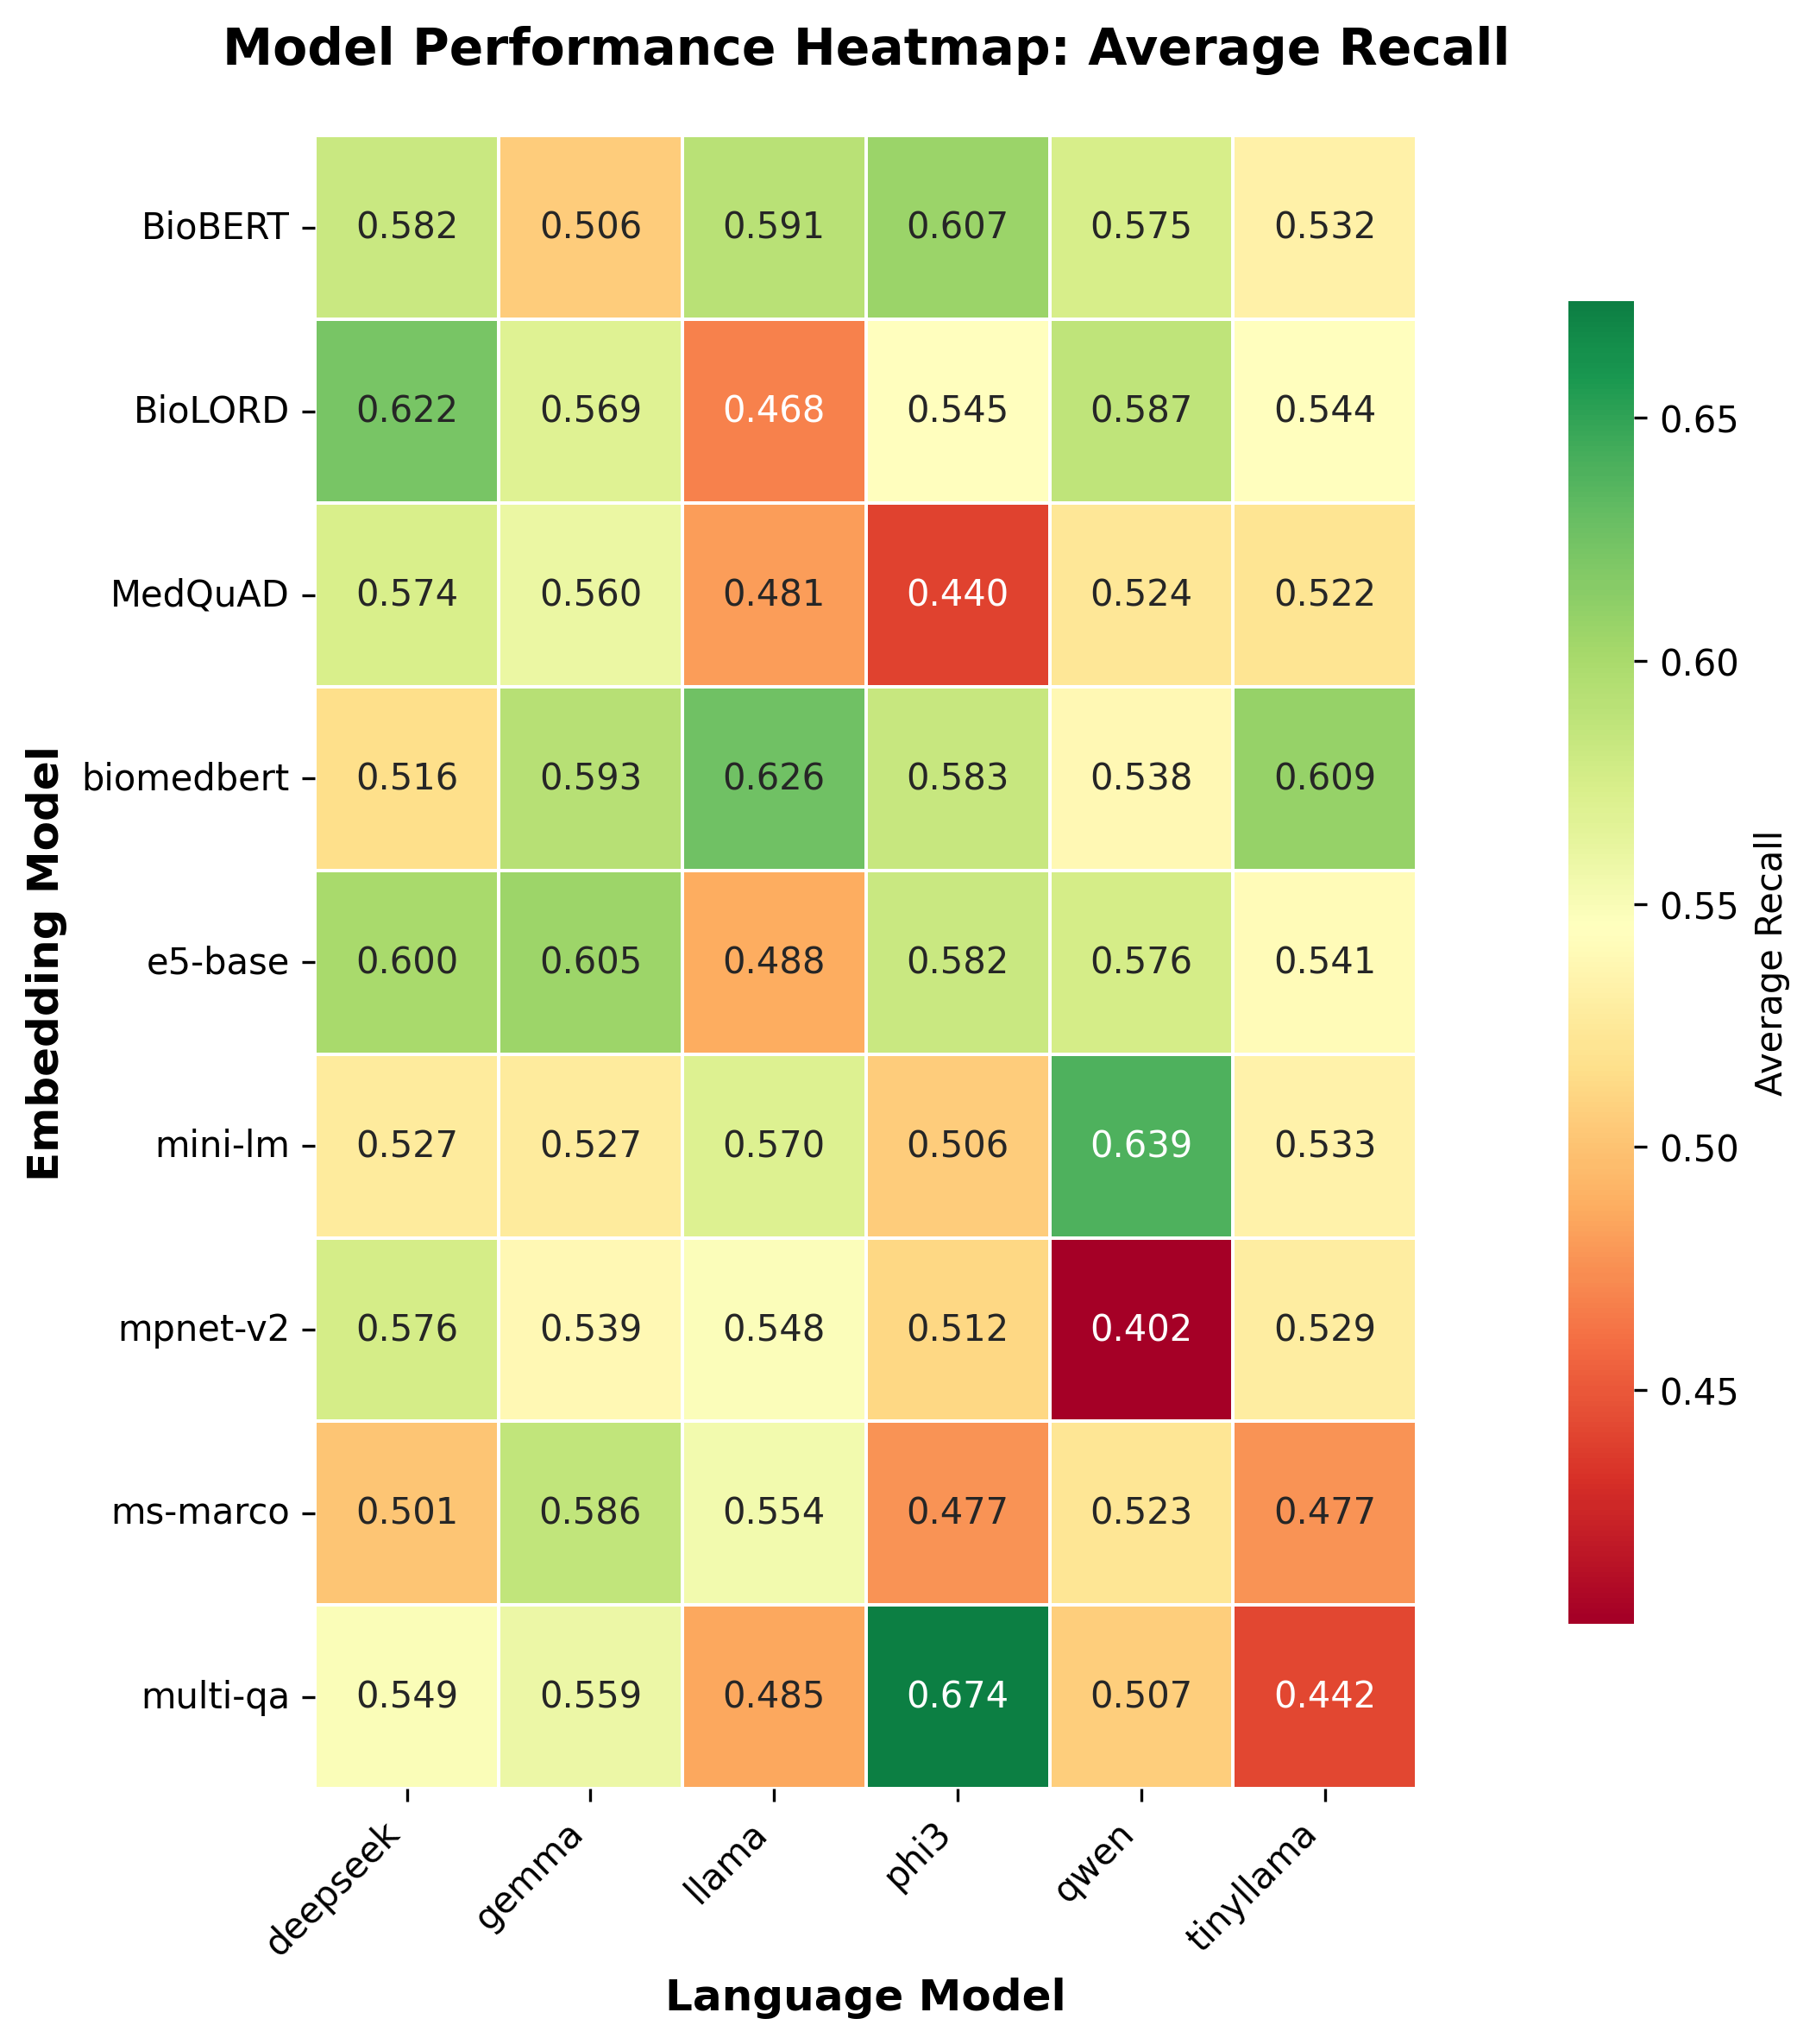 Model Performance Heatmap: Average Recall
Embedding Model
BioBERT 0.582 0.506 0.591 0.607 0.575 0.532
BioLORD 0.622 0.569 0.468 0.545 0.587 0.544
MedQuAD 0.574 0.560 0.481 0.440 0.524 0.522
biomedbert 0.516 0.593 0.626 0.583 0.538 0.609
e5-base 0.600 0.605 0.488 0.582 0.576 0.541
mini-lm 0.527 0.527 0.570 0.506 0.639 0.533
mpnet-v2 0.576 0.539 0.548 0.512 0.402 0.529
ms-marco 0.501 0.586 0.554 0.477 0.523 0.477
multi-qa 0.549 0.559 0.485 0.674 0.507 0.442
deepseek gemma llama phi3 qwen tinyllama
Language Model
0.65
0.60
0.55
0.50
0.45
Average Recall